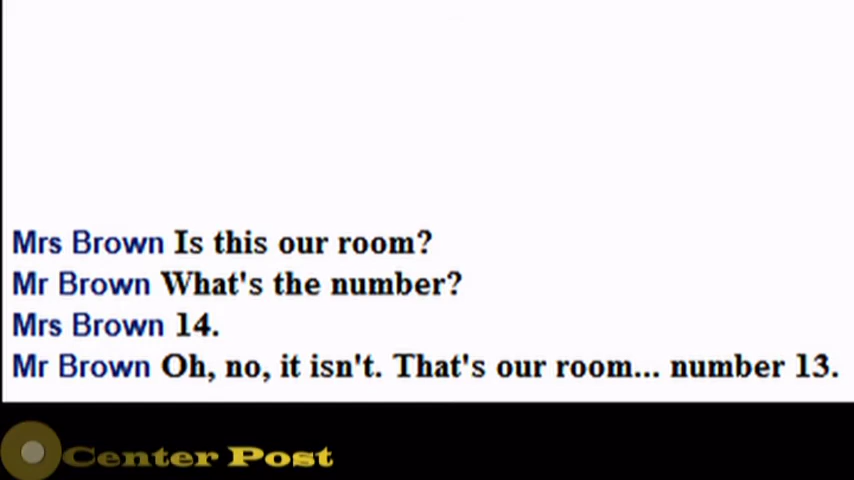 Mrs Brown Is this our room?
Mr Brown What's the number?
Mrs Brown 14.
Mr Brown Oh, no, it isn't. That's our room... number 13.
Center Post